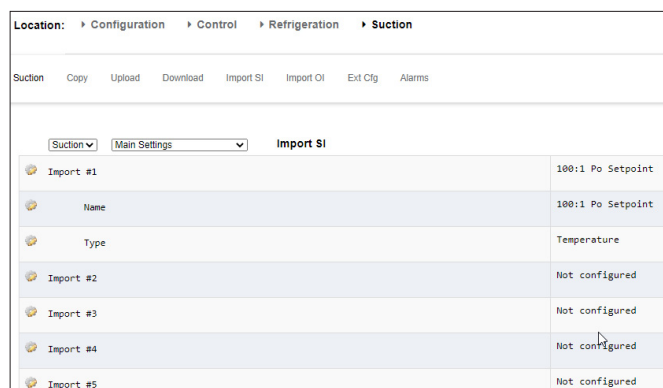 Location: Configuration Control Refrigeration Suction
Suction Copy Upload Download Import SI Import OI Ext Cfg Alarms
Suction Main Settings Import SI
Import #1 100:1 Po Setpoint
Name 100:1 Po Setpoint
Type Temperature
Import #2 Not configured
Import #3 Not configured
Import #4 Not configured
Import #5 Not configured